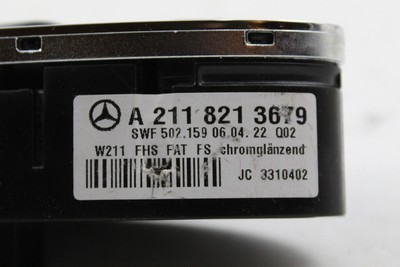 A 211 821 3679
SWF 502.159 06.04.22 Q02
W211 FHS FAT FS chromglänzend
JC 3310402